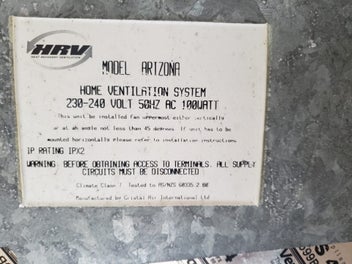 HRV
HEAT RECOVERY VENTILATION
MODEL ARIZONA
HOME VENTILATION SYSTEM
230-240 VOLT 50HZ AC 100WATT
This unit be installed fan uppermost either vertically
or at ah angle not less than 45 degrees If unit has to be
mounted horizontally Please refer to installation instructions
IP RATING IPX2
WARNING: BEFORE OBTAINING ACCESS TO TERMINALS. ALL SUPPLY
CIRCUITS MUST BE DISCONNECTED
Climate Class T Tested to AS/NZS 60335.2.80
Manufactured by Cristal Air International Ltd